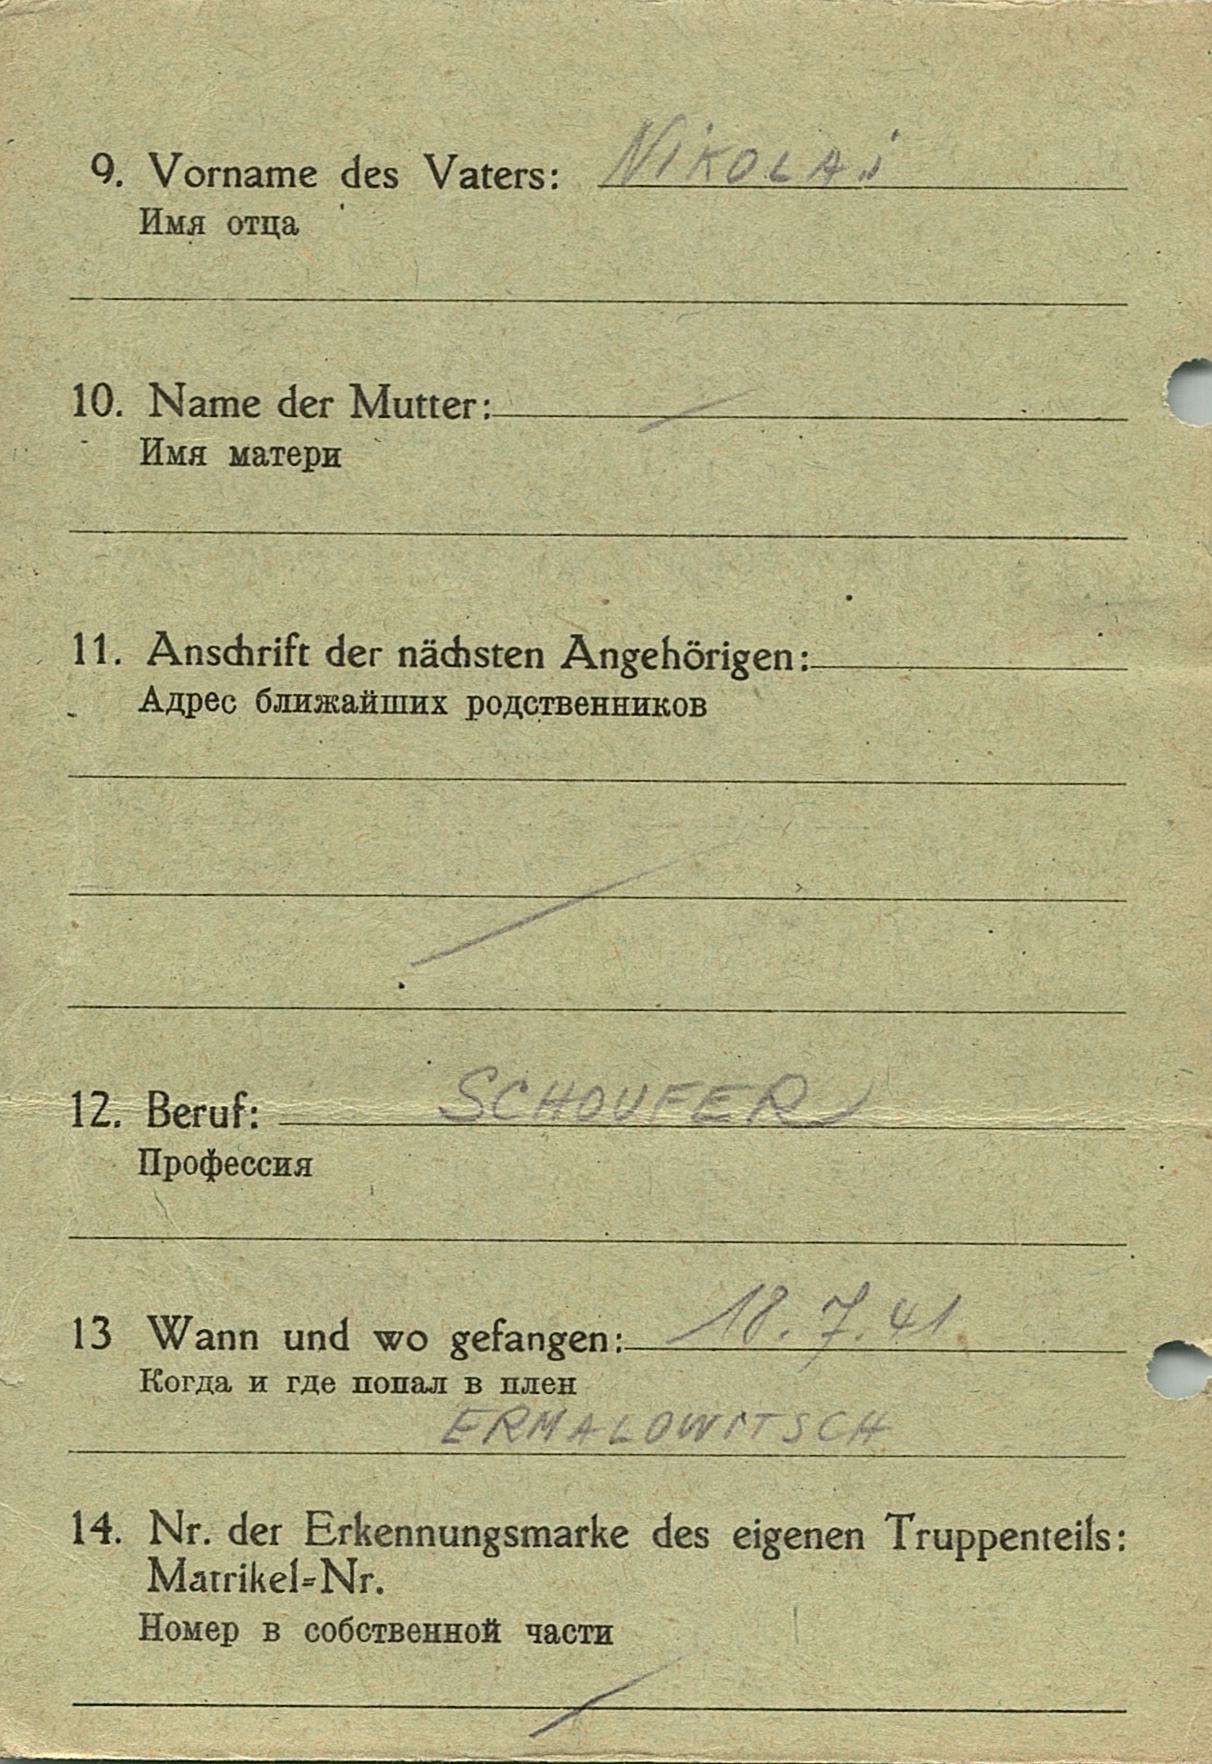 9. Vorname des Vaters: NiKOLAi
Имя отца
10. Name der Mutter:
Имя матери
11. Anschrift der nächsten Angehörigen:
Адрес ближайших родственников
12. Beruf: SCHOUFER
Профессия
13 Wann und wo gefangen: 18.7.41
Когда и где попал в плен
ERMALOWITSCH
14. Nr. der Erkennungsmarke des eigenen Truppenteils:
Matrikel=Nr.
Номер в собственной части